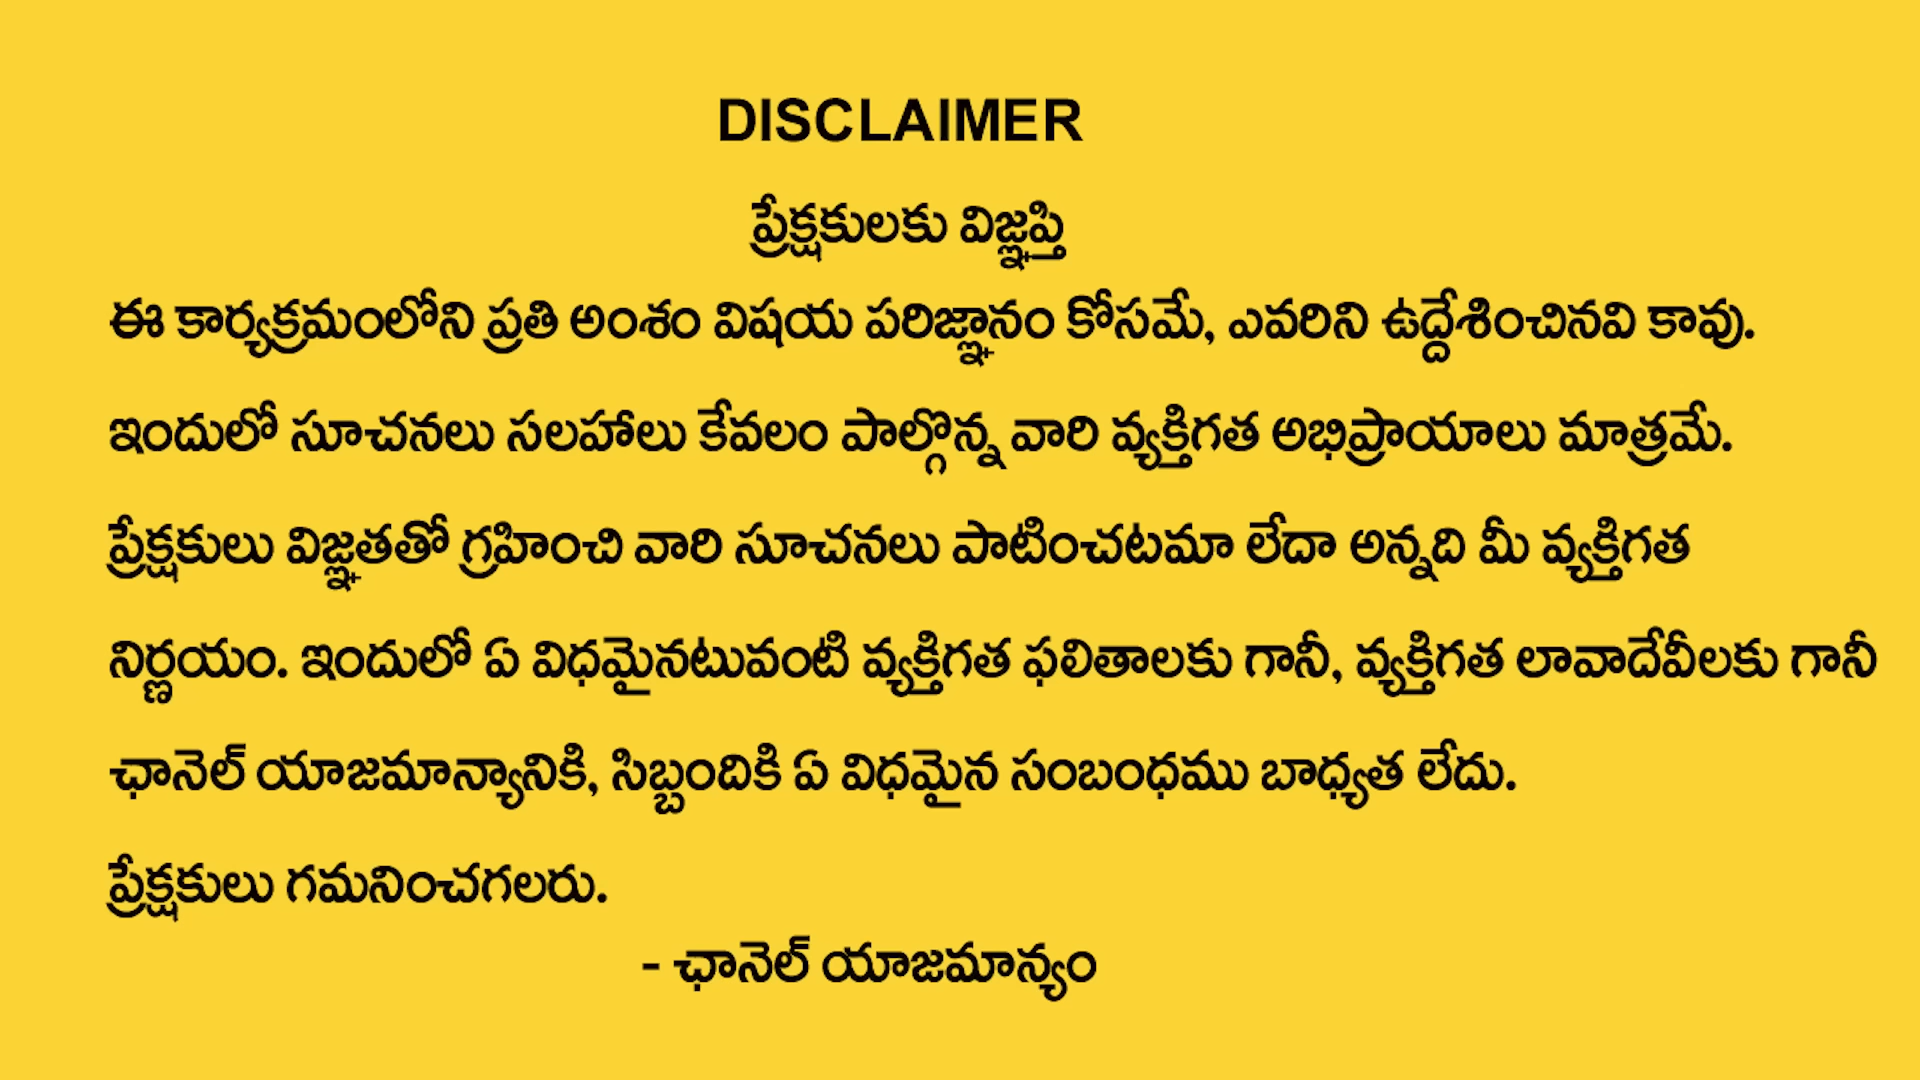 DISCLAIMER
ప్రేక్షకులకు విజ్ఞప్తి
ఈ కార్యక్రమంలోని ప్రతి అంశం విషయ పరిజ్ఞానం కోసమే, ఎవరిని ఉద్దేశించినవి కావు.
ఇందులో సూచనలు సలహాలు కేవలం పాల్గొన్న వారి వ్యక్తిగత అభిప్రాయాలు మాత్రమే.
ప్రేక్షకులు విజ్ఞతతో గ్రహించి వారి సూచనలు పాటించటమా లేదా అన్నది మీ వ్యక్తిగత
నిర్ణయం. ఇందులో ఏ విధమైనటువంటి వ్యక్తిగత ఫలితాలకు గానీ, వ్యక్తిగత లావాదేవీలకు గానీ
ఛానెల్ యాజమాన్యానికి, సిబ్బందికి ఏ విధమైన సంబంధము బాధ్యత లేదు.
ప్రేక్షకులు గమనించగలరు.
- ఛానెల్ యాజమాన్యం